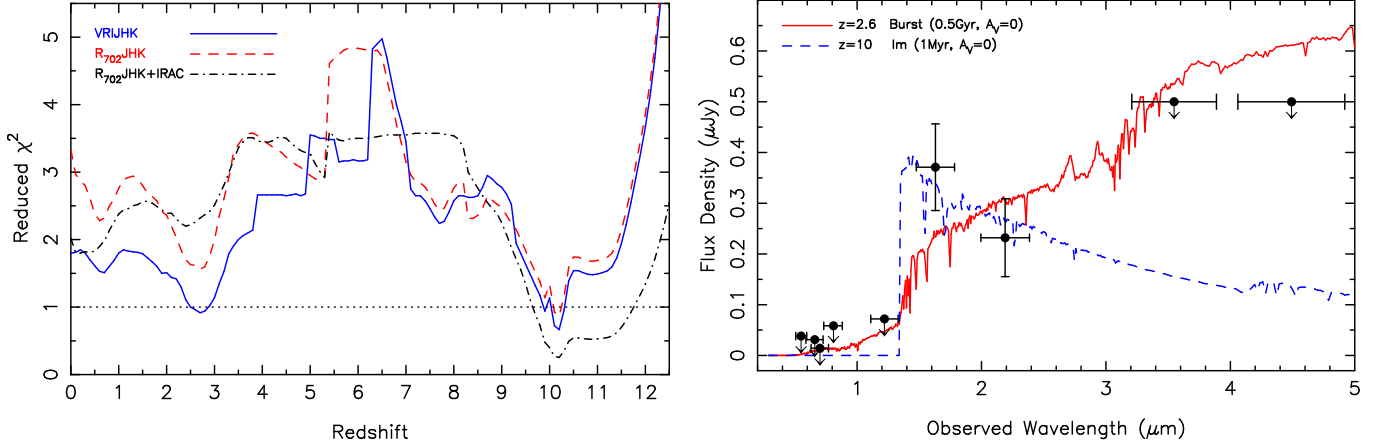 VRIJHK
R₇₀₂JHK
R₇₀₂JHK+IRAC
5
4
3
2
1
0
Reduced χ²
0 1 2 3 4 5 6 7 8 9 10 11 12
Redshift
z=2.6 Burst (0.5Gyr, Aᵥ=0)
z=10 Im (1Myr, Aᵥ=0)
0.6
0.5
0.4
0.3
0.2
0.1
0
Flux Density (μJy)
1 2 3 4 5
Observed Wavelength (μm)